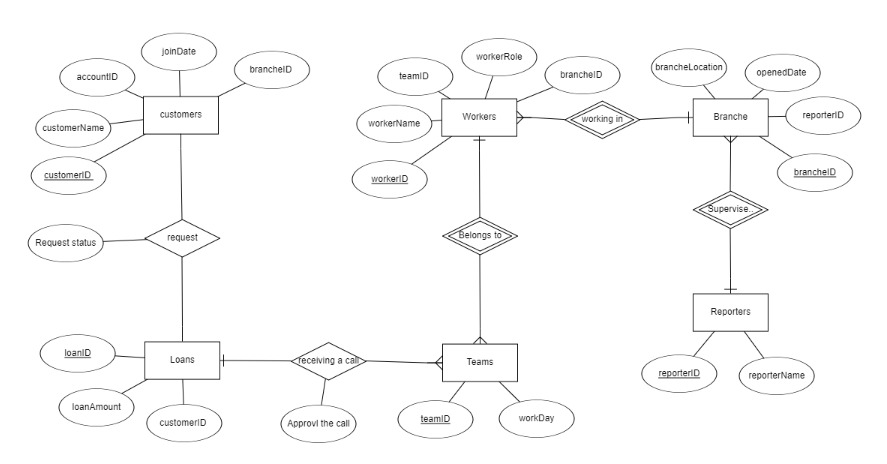 joinDate
accountID
brancheID
customers
customerName
customerID
Request status
request
loanID
Loans
loanAmount
customerID
receiving a call
Approvl the call
workerRole
teamID
brancheID
Workers
workerName
workerID
working in
Belongs to
Teams
teamID
workDay
brancheLocation
openedDate
Branche
reporterID
brancheID
Supervise..
Reporters
reporterID
reporterName